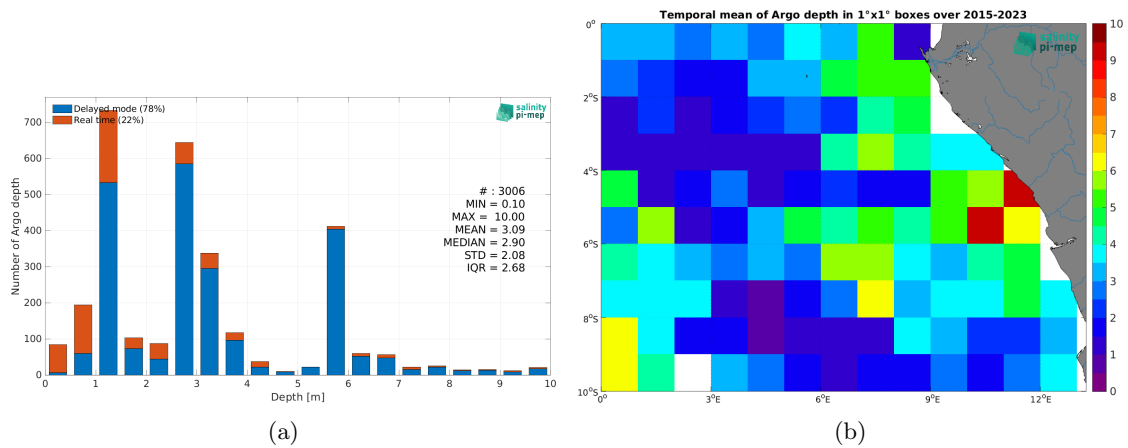 Delayed mode (78%)
Real time (22%)
salinity
pi-mep
Number of Argo depth
700
600
500
400
300
200
100
0
# : 3006
MIN = 0.10
MAX = 10.00
MEAN = 3.09
MEDIAN = 2.90
STD = 2.08
IQR = 2.68
0 1 2 3 4 5 6 7 8 9 10
Depth [m]
(a)
Temporal mean of Argo depth in 1°x1° boxes over 2015-2023
salinity
pi-mep
0°
2°S
4°S
6°S
8°S
10°S
0° 3°E 6°E 9°E 12°E
10
9
8
7
6
5
4
3
2
1
0
(b)